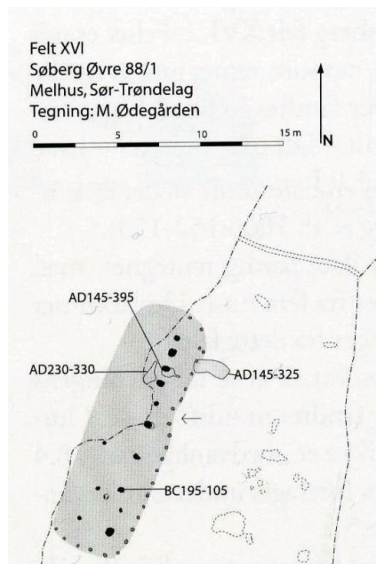 Felt XVI
Søberg Øvre 88/1
Melhus, Sør-Trøndelag
Tegning: M. Ødegården
0 5 10 15 m
N
AD145-395
AD230-330
AD145-325
BC195-105